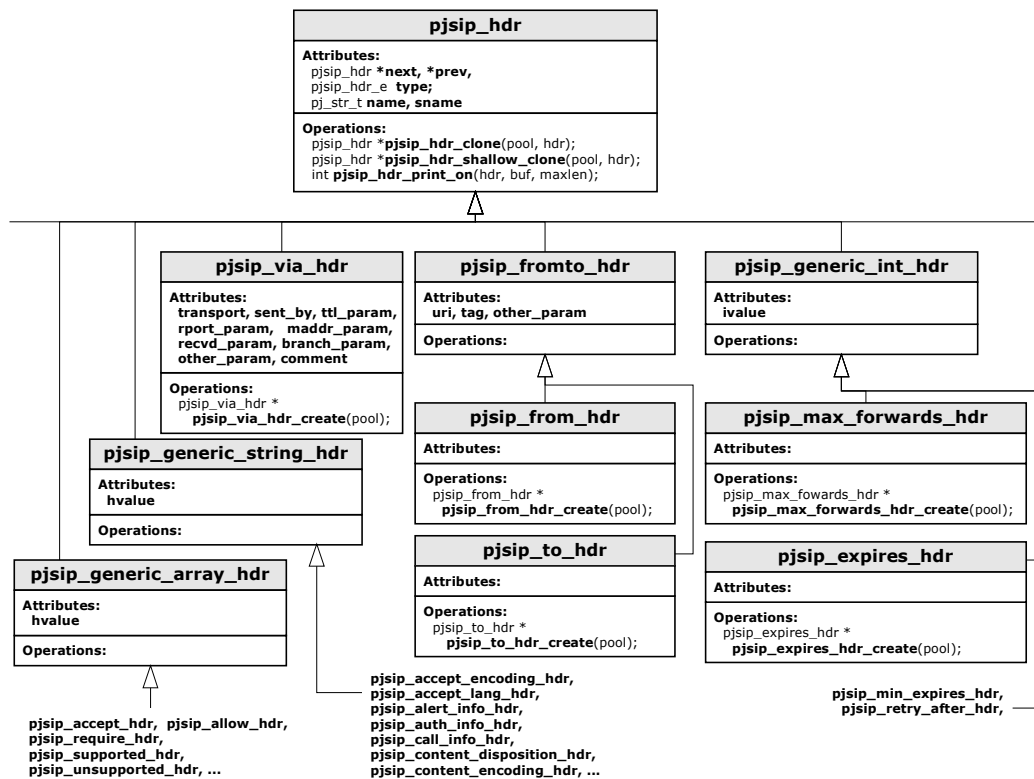 pjsip_hdr
Attributes:
pjsip_hdr *next, *prev,
pjsip_hdr_e type;
pj_str_t name, sname
Operations:
pjsip_hdr *pjsip_hdr_clone(pool, hdr);
pjsip_hdr *pjsip_hdr_shallow_clone(pool, hdr);
int pjsip_hdr_print_on(hdr, buf, maxlen);
pjsip_via_hdr
Attributes:
transport, sent_by, ttl_param,
rport_param, maddr_param,
recvd_param, branch_param,
other_param, comment
Operations:
pjsip_via_hdr *
pjsip_via_hdr_create(pool);
pjsip_fromto_hdr
Attributes:
uri, tag, other_param
Operations:
pjsip_generic_int_hdr
Attributes:
ivalue
Operations:
pjsip_from_hdr
Attributes:
Operations:
pjsip_from_hdr *
pjsip_from_hdr_create(pool);
pjsip_max_forwards_hdr
Attributes:
Operations:
pjsip_max_fowards_hdr *
pjsip_max_forwards_hdr_create(pool);
pjsip_generic_string_hdr
Attributes:
hvalue
Operations:
pjsip_to_hdr
Attributes:
Operations:
pjsip_to_hdr *
pjsip_to_hdr_create(pool);
pjsip_expires_hdr
Attributes:
Operations:
pjsip_expires_hdr *
pjsip_expires_hdr_create(pool);
pjsip_generic_array_hdr
Attributes:
hvalue
Operations:
pjsip_accept_hdr, pjsip_allow_hdr,
pjsip_require_hdr,
pjsip_supported_hdr,
pjsip_unsupported_hdr, ...
pjsip_accept_encoding_hdr,
pjsip_accept_lang_hdr,
pjsip_alert_info_hdr,
pjsip_auth_info_hdr,
pjsip_call_info_hdr,
pjsip_content_disposition_hdr,
pjsip_content_encoding_hdr, ...
pjsip_min_expires_hdr,
pjsip_retry_after_hdr,